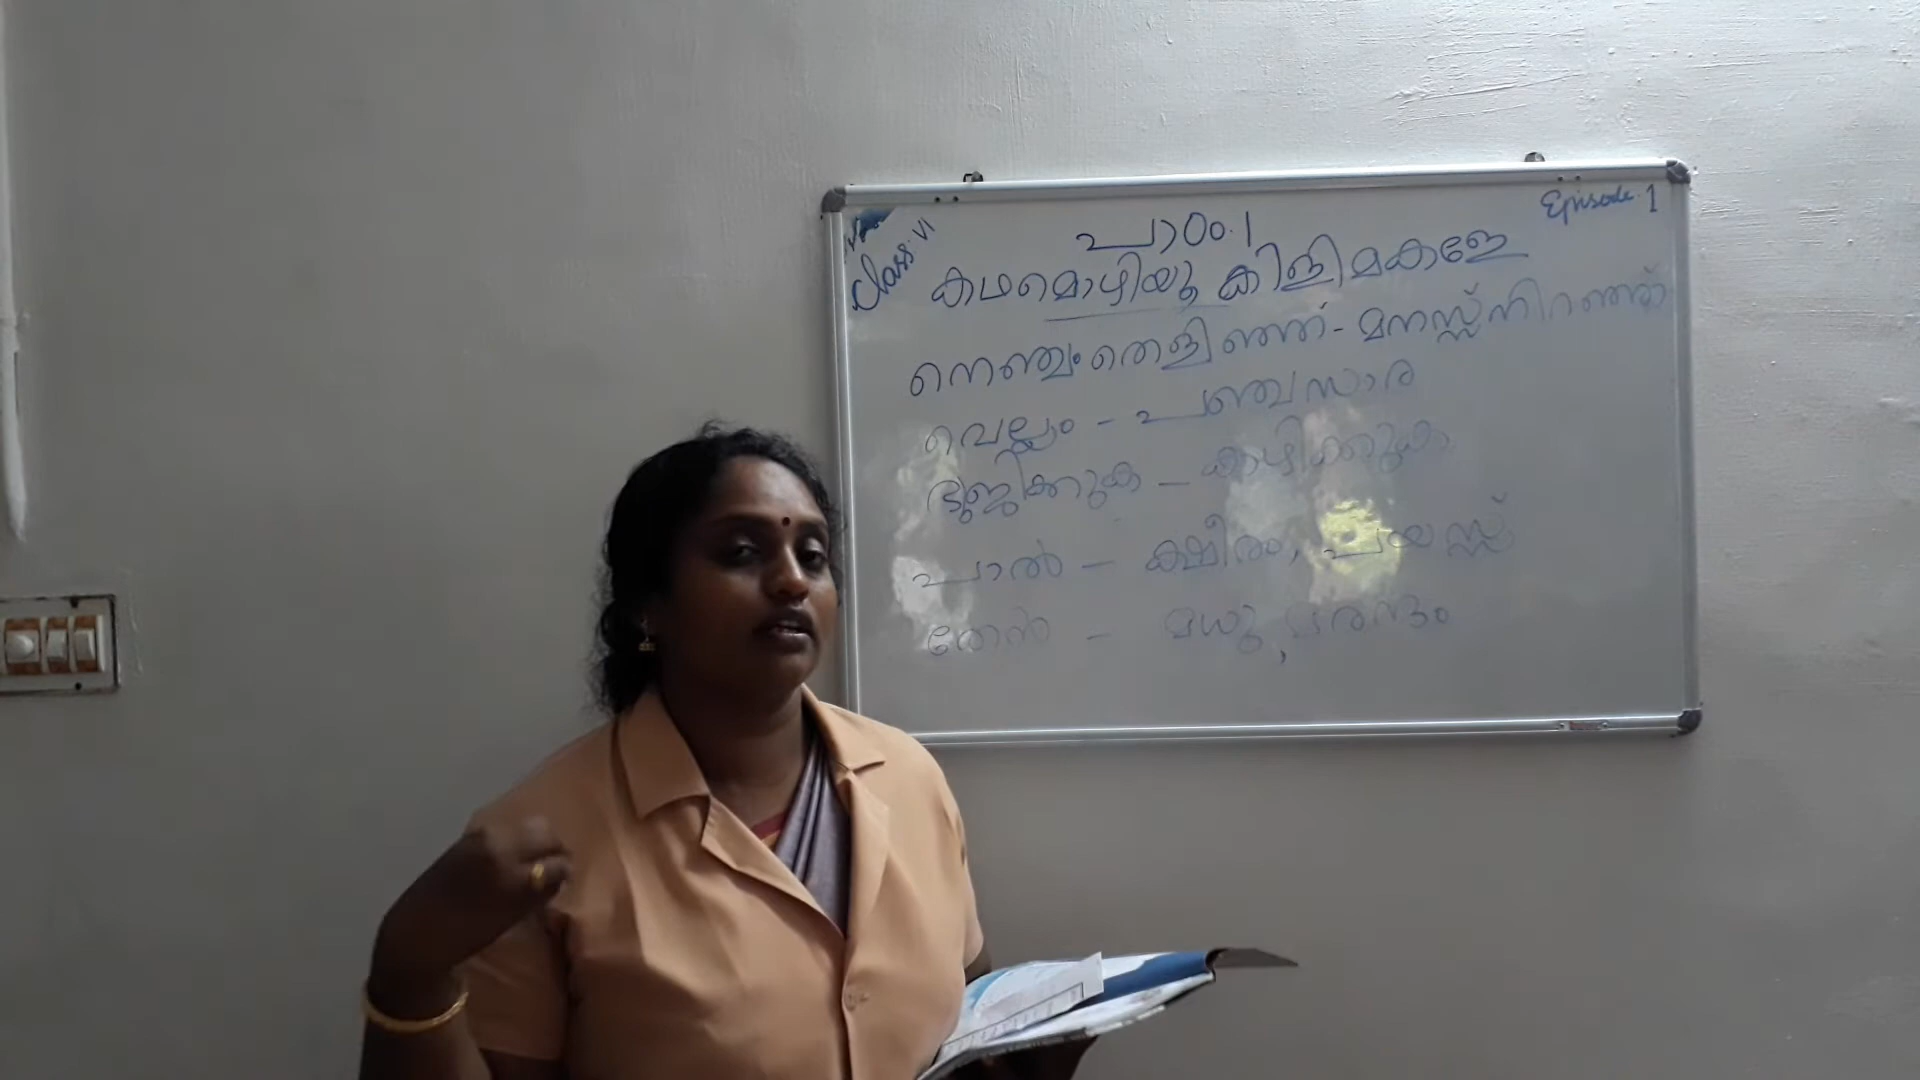 Class: VI
Episode. 1
പാഠം.1
കഥമൊഴിയൂ കിളിമകളേ
നെഞ്ചം തെളിഞ്ഞ് - മനസ്സ് നിറഞ്ഞ്
വെല്ലം - പഞ്ചസാര
ഭുജിക്കുക - കഴിക്കുക
പാൽ - ക്ഷീരം, പയസ്സ്
തേൻ - മധു, മരന്ദം